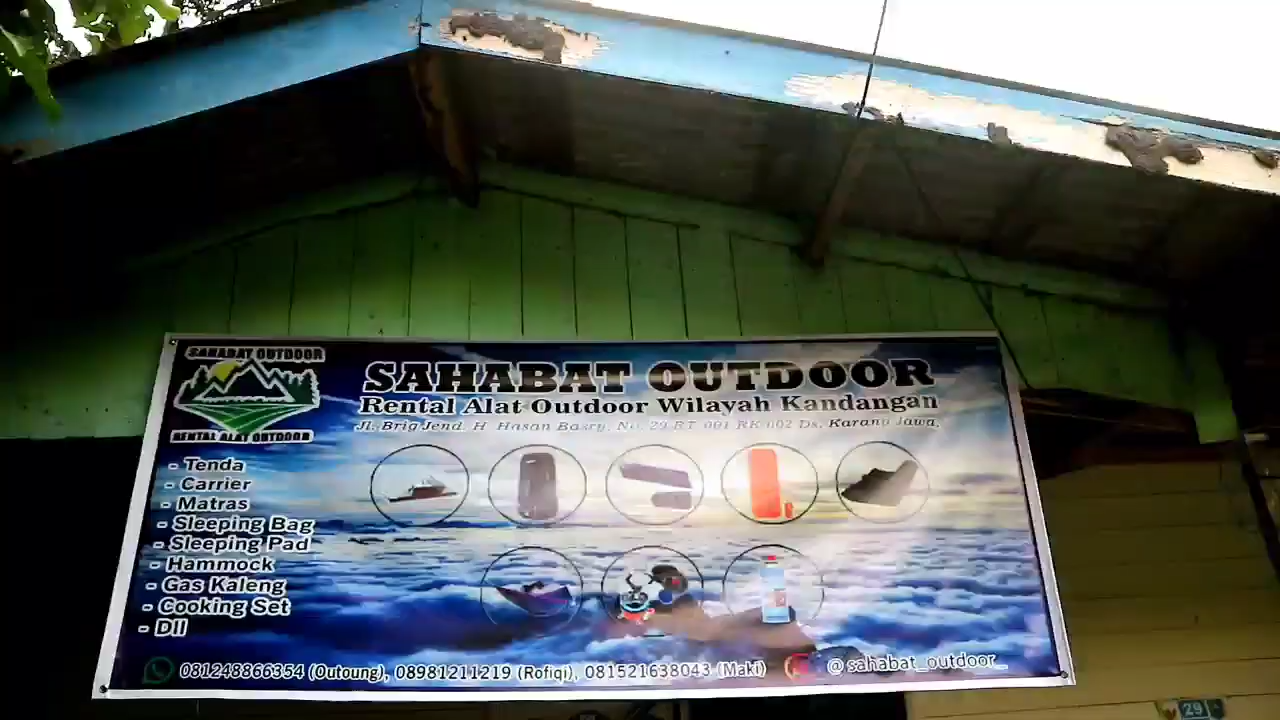 SAHABAT OUTDOOR
RENTAL ALAT OUTDOOR
SAHABAT OUTDOOR
Rental Alat Outdoor Wilayah Kandangan
Jl. Brig Jend. H. Hasan Basry, No. 29 RT 001 RK 002 Ds. Karang Jawa,
- Tenda
- Carrier
- Matras
- Sleeping Bag
- Sleeping Pad
- Hammock
- Gas Kaleng
- Cooking Set
- Dll
081248866354 (Outoung), 08981211219 (Rofiqi), 081521638043 (Maki) @sahabat_outdoor_
29